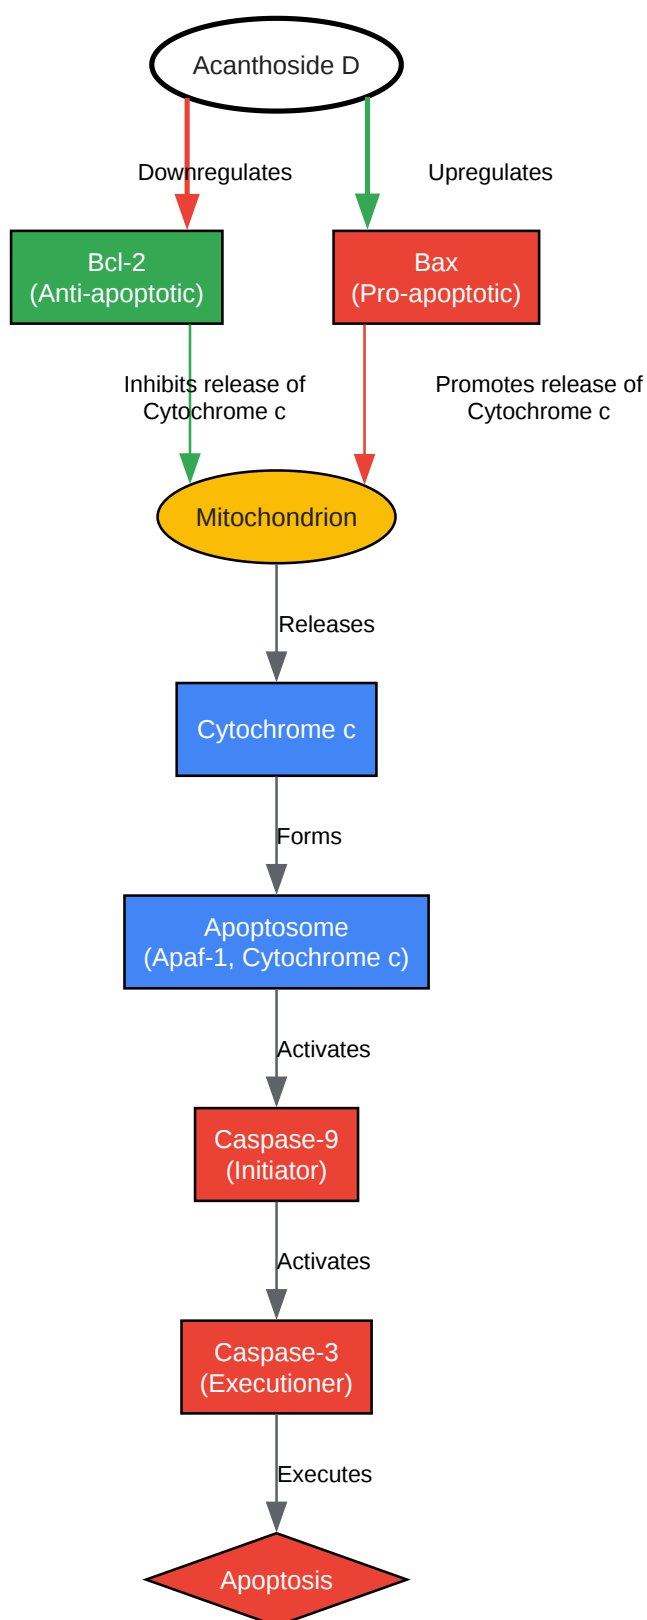 Acanthoside D
Downregulates
Upregulates
Bcl-2
(Anti-apoptotic)
Bax
(Pro-apoptotic)
Inhibits release of
Cytochrome c
Promotes release of
Cytochrome c
Mitochondrion
Releases
Cytochrome c
Forms
Apoptosome
(Apaf-1, Cytochrome c)
Activates
Caspase-9
(Initiator)
Activates
Caspase-3
(Executioner)
Executes
Apoptosis